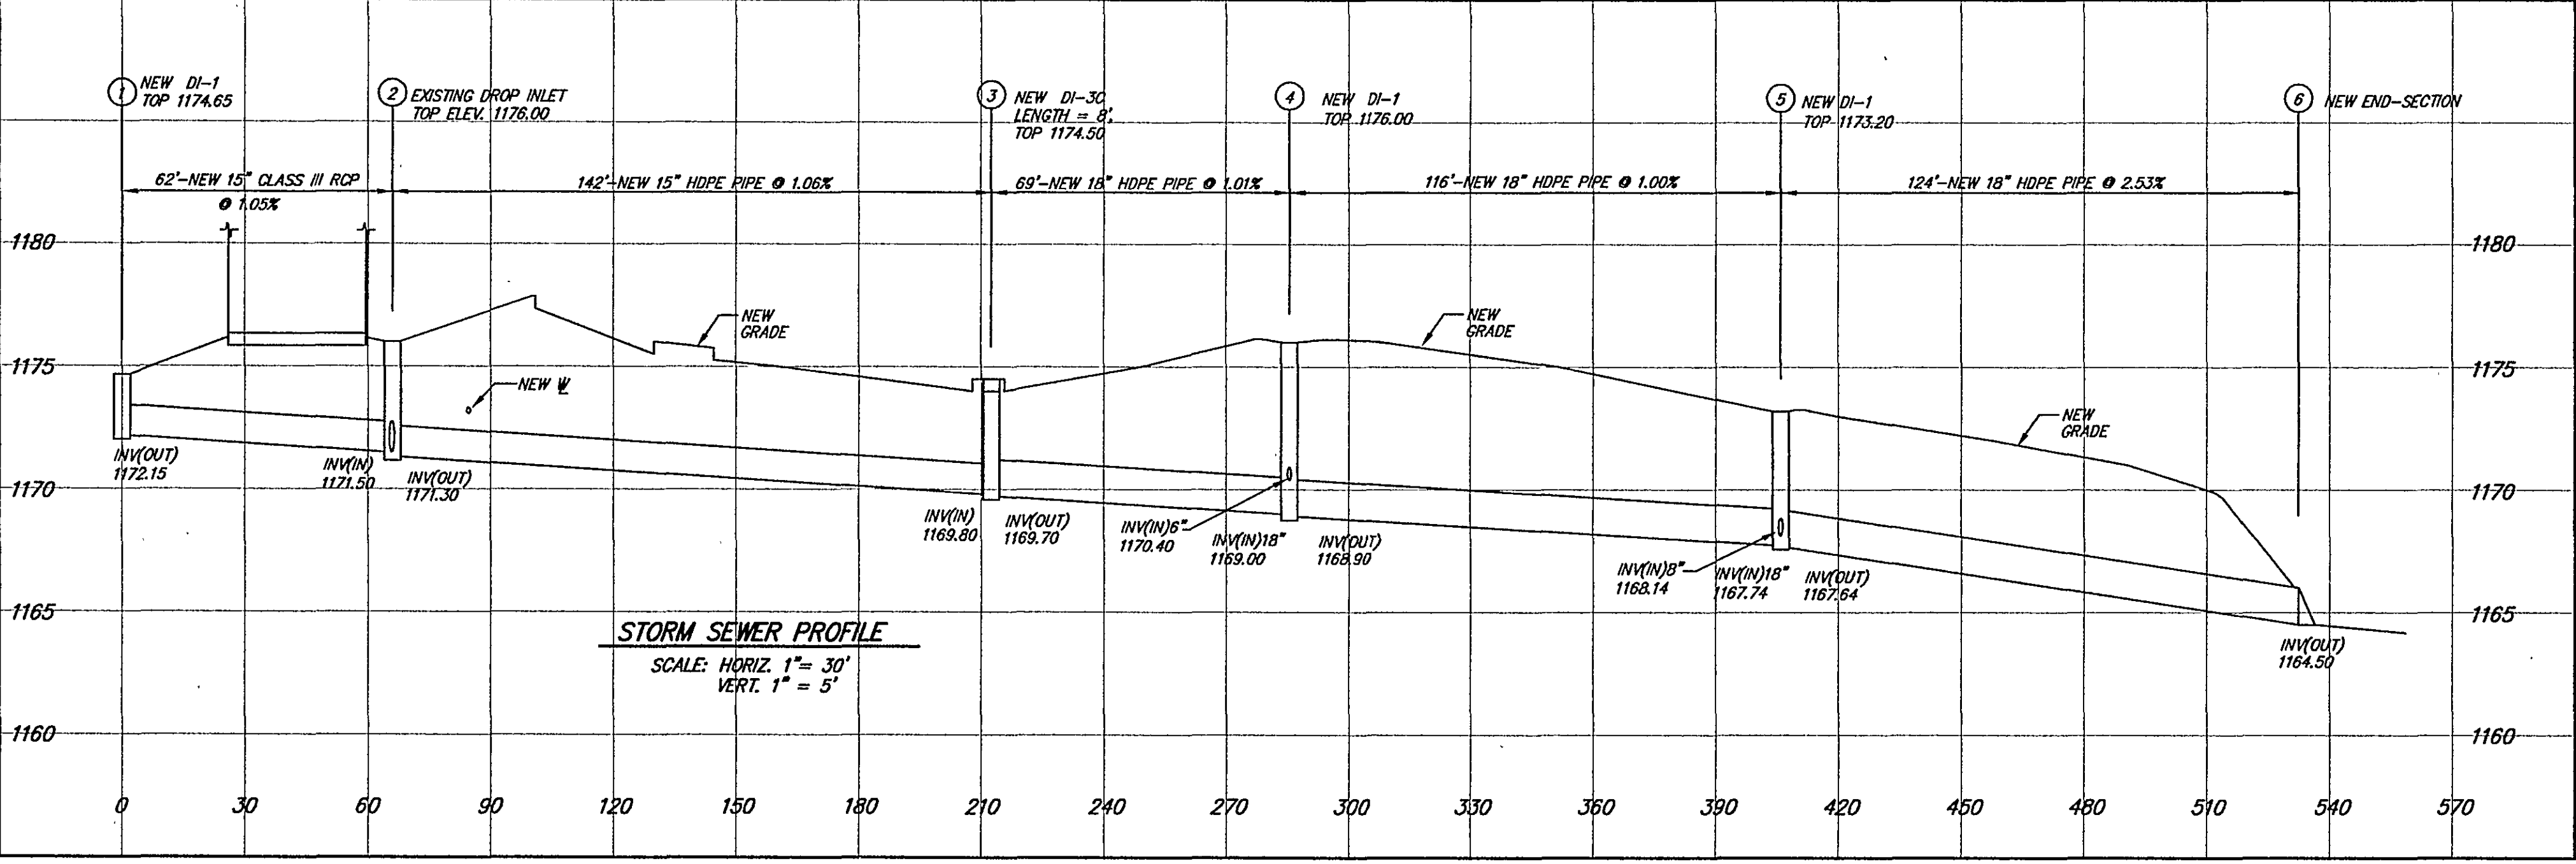 1 NEW DI-1
TOP 1174.65
2 EXISTING DROP INLET
TOP ELEV. 1176.00
3 NEW DI-3C
LENGTH = 8',
TOP 1174.50
4 NEW DI-1
TOP 1176.00
5 NEW DI-1
TOP 1173.20
6 NEW END-SECTION
62'-NEW 15" CLASS III RCP
@ 1.05%
142'-NEW 15" HDPE PIPE @ 1.06%
69'-NEW 18" HDPE PIPE @ 1.01%
116'-NEW 18" HDPE PIPE @ 1.00%
124'-NEW 18" HDPE PIPE @ 2.53%
1180
1180
NEW
GRADE
NEW
GRADE
1175
1175
NEW W
NEW
GRADE
INV(OUT)
1172.15
INV(IN)
1171.50
INV(OUT)
1171.30
1170
1170
INV(IN)
1169.80
INV(OUT)
1169.70
INV(IN)6"
1170.40
INV(IN)18"
1169.00
INV(OUT)
1168.90
INV(IN)8"
1168.14
INV(IN)18"
1167.74
INV(OUT)
1167.64
1165
1165
INV(OUT)
1164.50
STORM SEWER PROFILE
SCALE: HORIZ. 1"= 30'
VERT. 1" = 5'
1160
1160
0 30 60 90 120 150 180 210 240 270 300 330 360 390 420 450 480 510 540 570